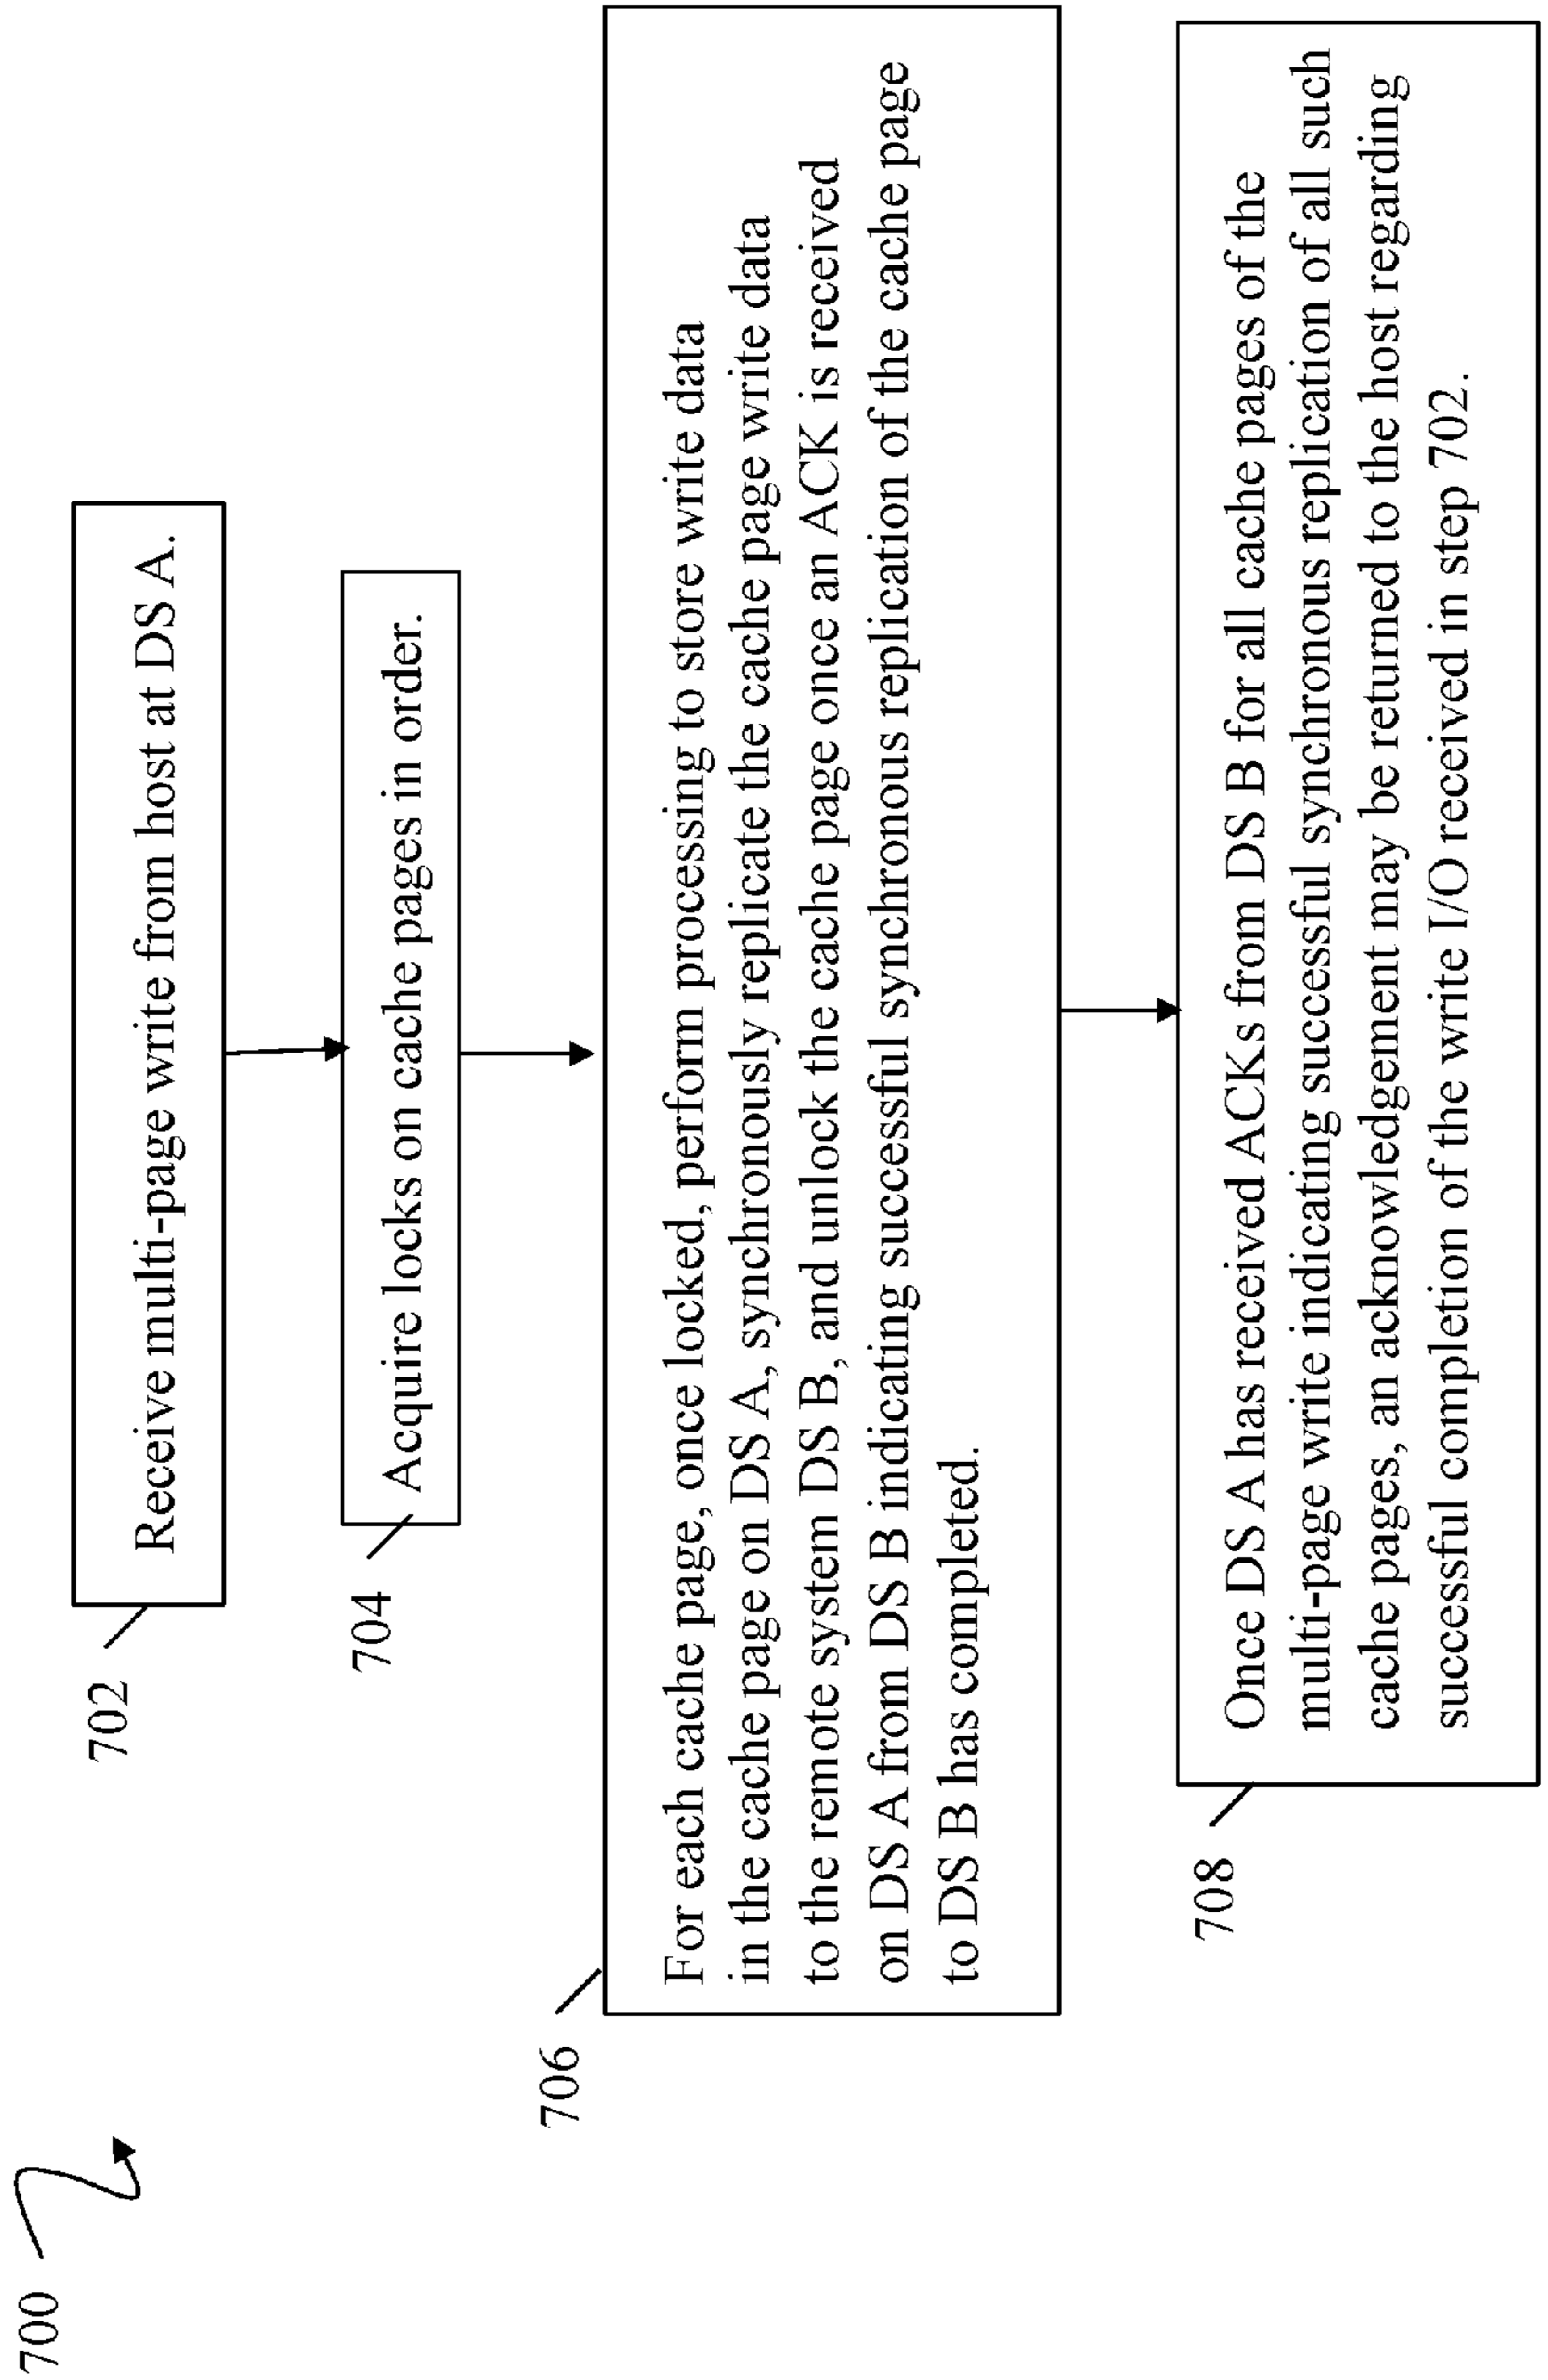 700
702
Receive multi-page write from host at DS A.
704
Acquire locks on cache pages in order.
706
For each cache page, once locked, perform processing to store write data
in the cache page on DS A, synchronously replicate the cache page write data
to the remote system DS B, and unlock the cache page once an ACK is received
on DS A from DS B indicating successful synchronous replication of the cache page
to DS B has completed.
708
Once DS A has received ACKs from DS B for all cache pages of the
multi-page write indicating successful synchronous replication of all such
cache pages, an acknowledgement may be returned to the host regarding
successful completion of the write I/O received in step 702.